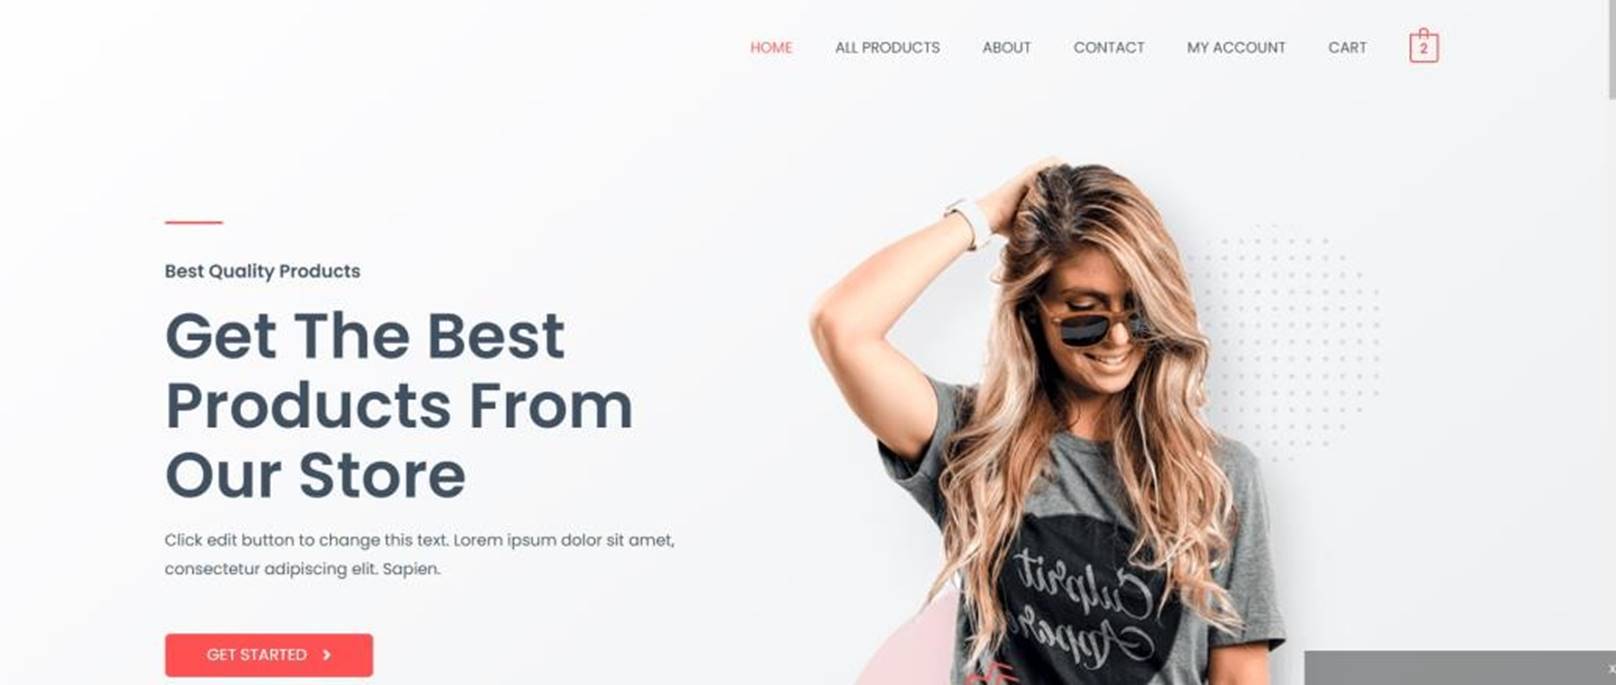 HOME ALL PRODUCTS ABOUT CONTACT MY ACCOUNT CART 2
Best Quality Products
Get The Best
Products From
Our Store
Click edit button to change this text. Lorem ipsum dolor sit amet,
consectetur adipiscing elit. Sapien.
GET STARTED
Culprit
x